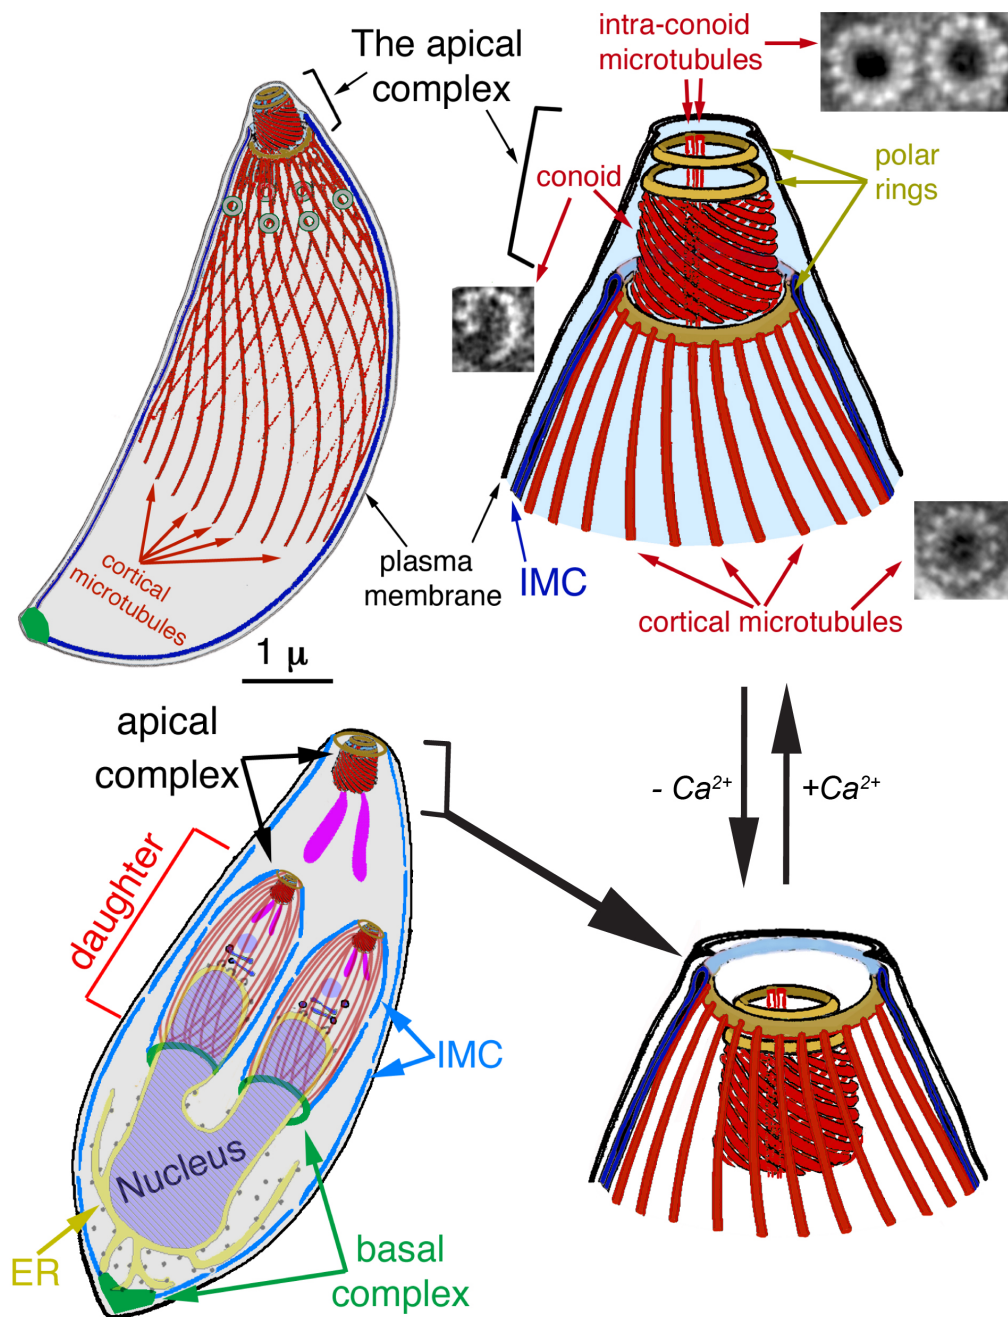 The apical
complex
intra-conoid
microtubules
conoid
polar
rings
cortical
microtubules
plasma
membrane
IMC
cortical microtubules
1 μ
apical
complex
- Ca²⁺
+Ca²⁺
daughter
IMC
Nucleus
ER
basal
complex